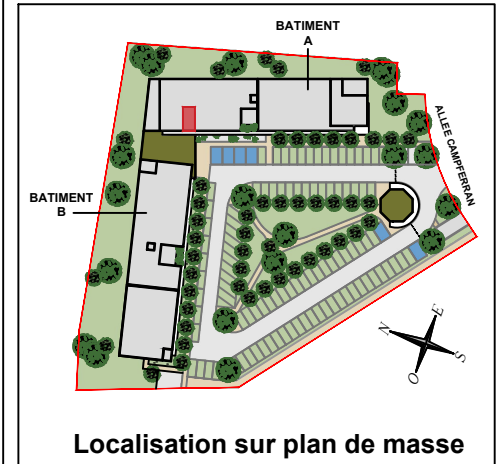 BATIMENT
A
ALLEE CAMPFERRAN
BATIMENT
B
E
N
S
O
Localisation sur plan de masse